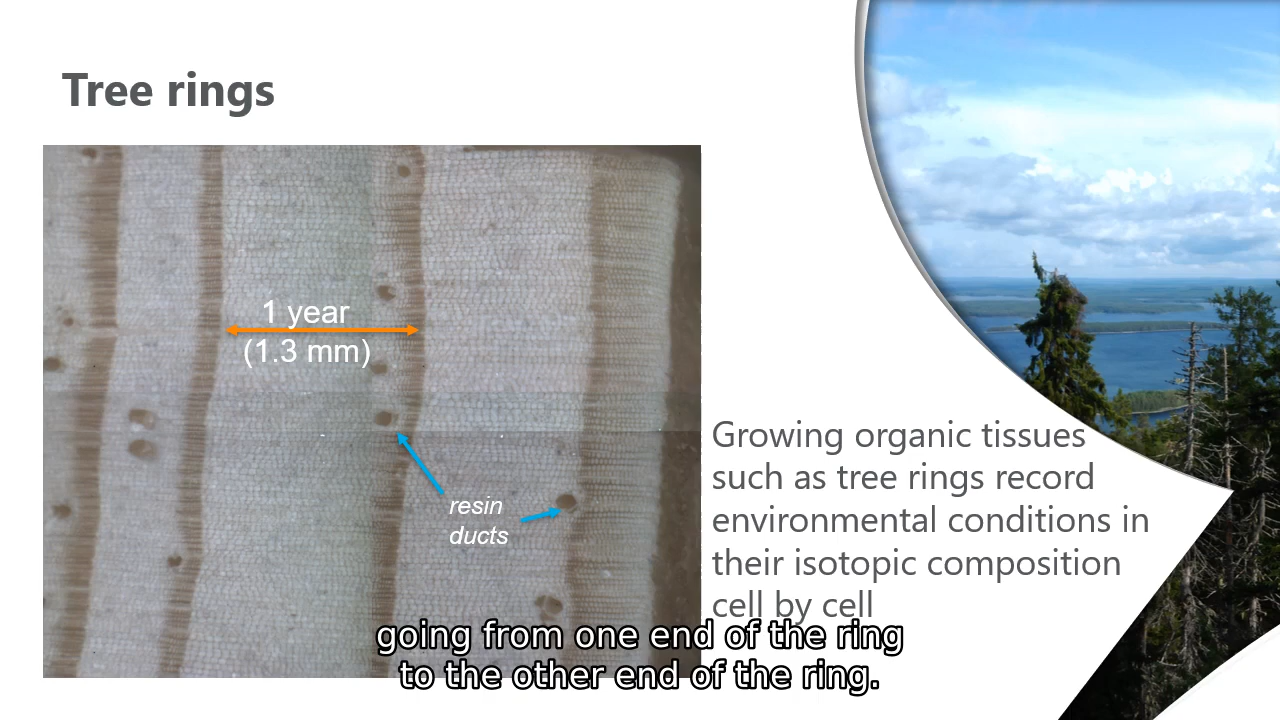 Tree rings
1 year
(1.3 mm)
resin
ducts
Growing organic tissues
such as tree rings record
environmental conditions in
their isotopic composition
cell by cell
going from one end of the ring
to the other end of the ring.